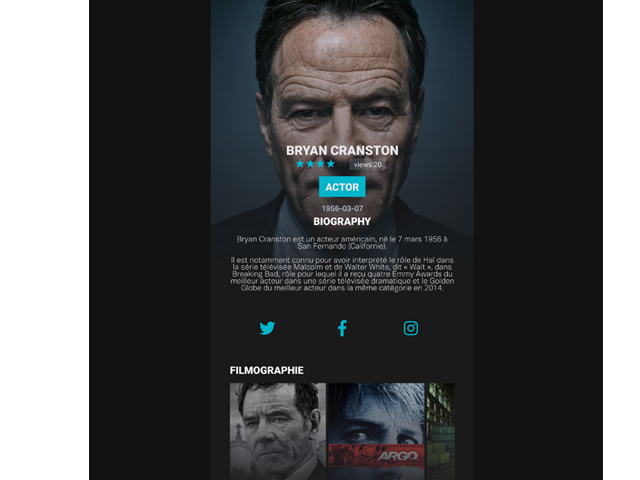 BRYAN CRANSTON
views:20
ACTOR
1956-03-07
BIOGRAPHY
Bryan Cranston est un acteur américain, né le 7 mars 1956 à
San Fernando (Californie).
Il est notamment connu pour avoir interprété le rôle de Hal dans
la série télévisée Malcolm et de Walter White, dit « Walt », dans
Breaking Bad, rôle pour lequel il a reçu quatre Emmy Awards du
meilleur acteur dans une série télévisée dramatique et le Golden
Globe du meilleur acteur dans la même catégorie en 2014.
FILMOGRAPHIE
ARGO